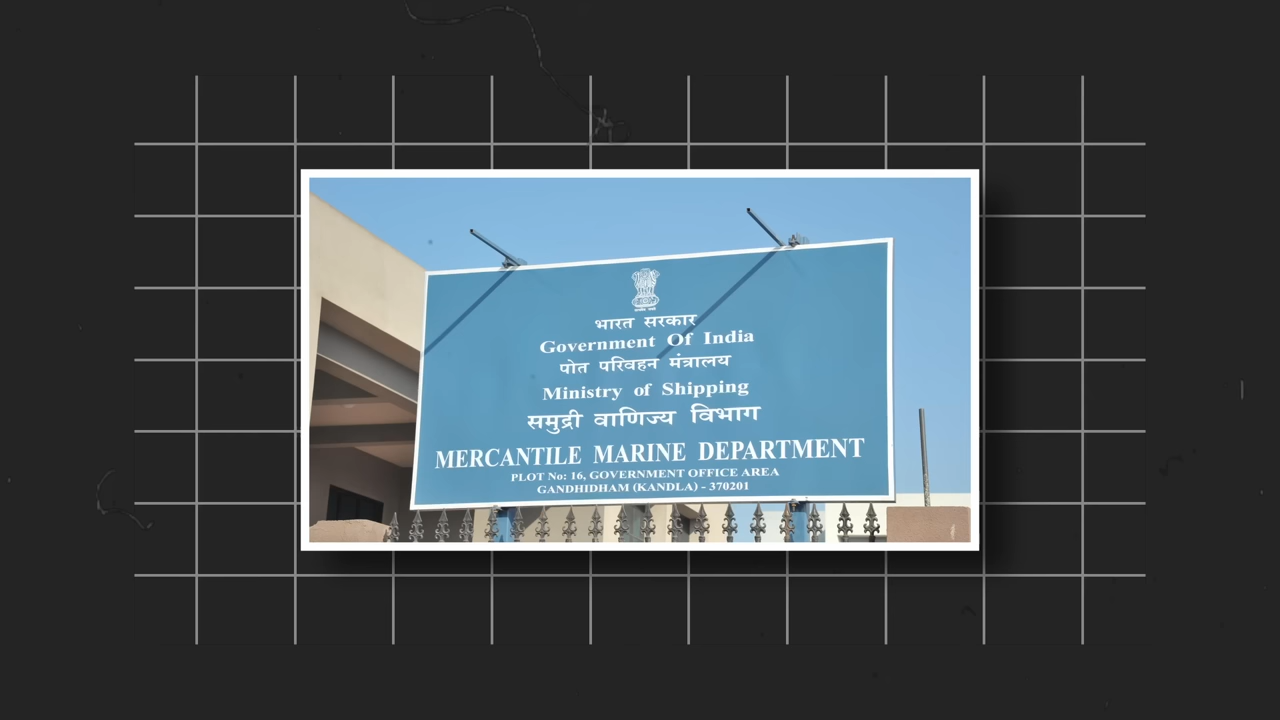 भारत सरकार
Government Of India
पोत परिवहन मंत्रालय
Ministry of Shipping
समुद्री वाणिज्य विभाग
MERCANTILE MARINE DEPARTMENT
PLOT No: 16, GOVERNMENT OFFICE AREA
GANDHIDHAM (KANDLA) - 370201